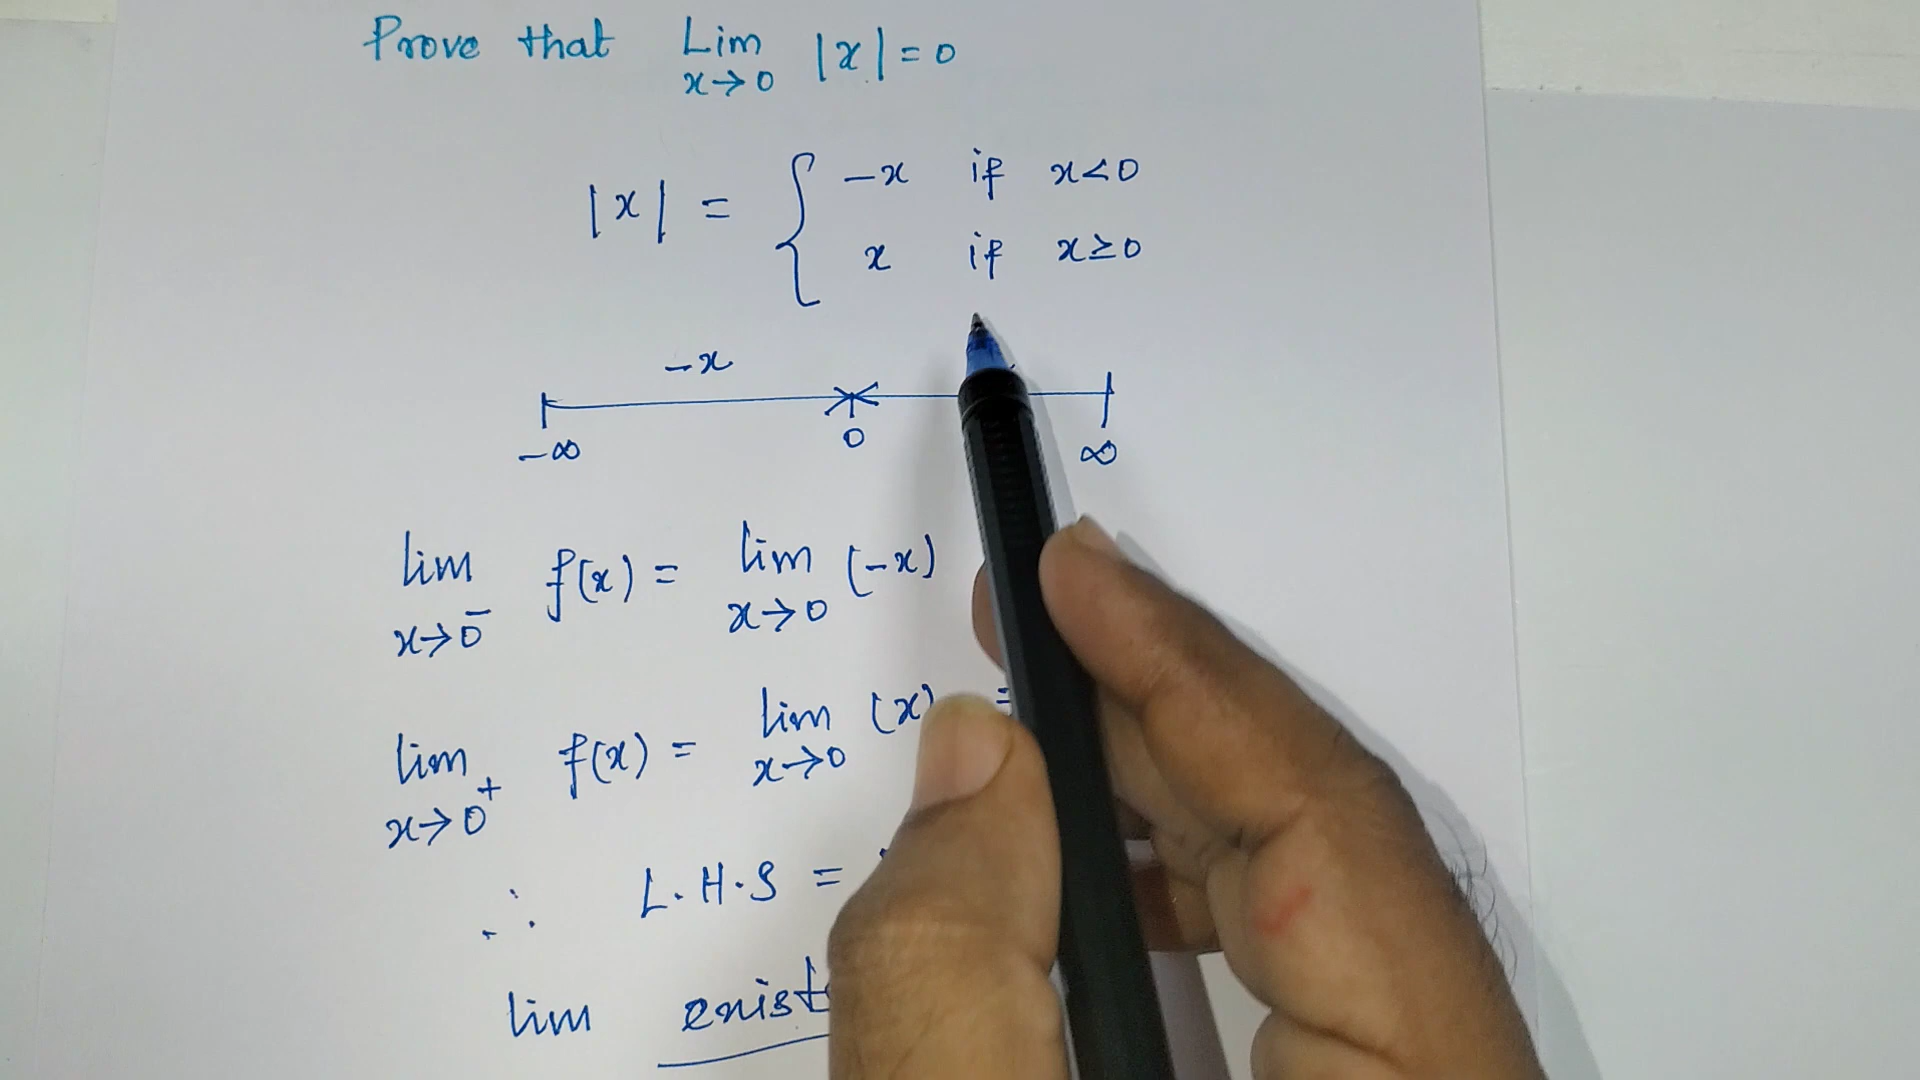 Prove that Lim x→0 |x| = 0
|x| = { -x if x<0
x if x≥0
-x
-∞ 0 ∞
lim x→0⁻ f(x) = lim x→0 (-x)
lim x→0⁺ f(x) = lim x→0 (x) =
∴ L.H.S =
lim exists